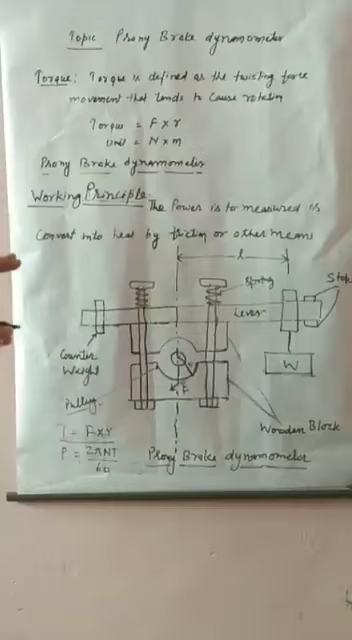 Topic Prony Brake dynamometer
Torque: Torque is defined as the twisting force
movement that tends to cause rotation
Torque = F x r
Unit = N x m
Prony Brake dynamometer
Working Principle- The Power is to measured is
Convert into heat by friction or other means
l
Spring
Stop
Lever
Counter
Weight
W
Pulley
F
Wooden Block
T = F x r
P = 2πNT
60
Prony Brake dynamometer